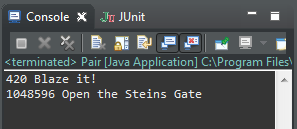 Console JUnit
<terminated> Pair [Java Application] C:\Program Files\
420 Blaze it!
1048596 Open the Steins Gate